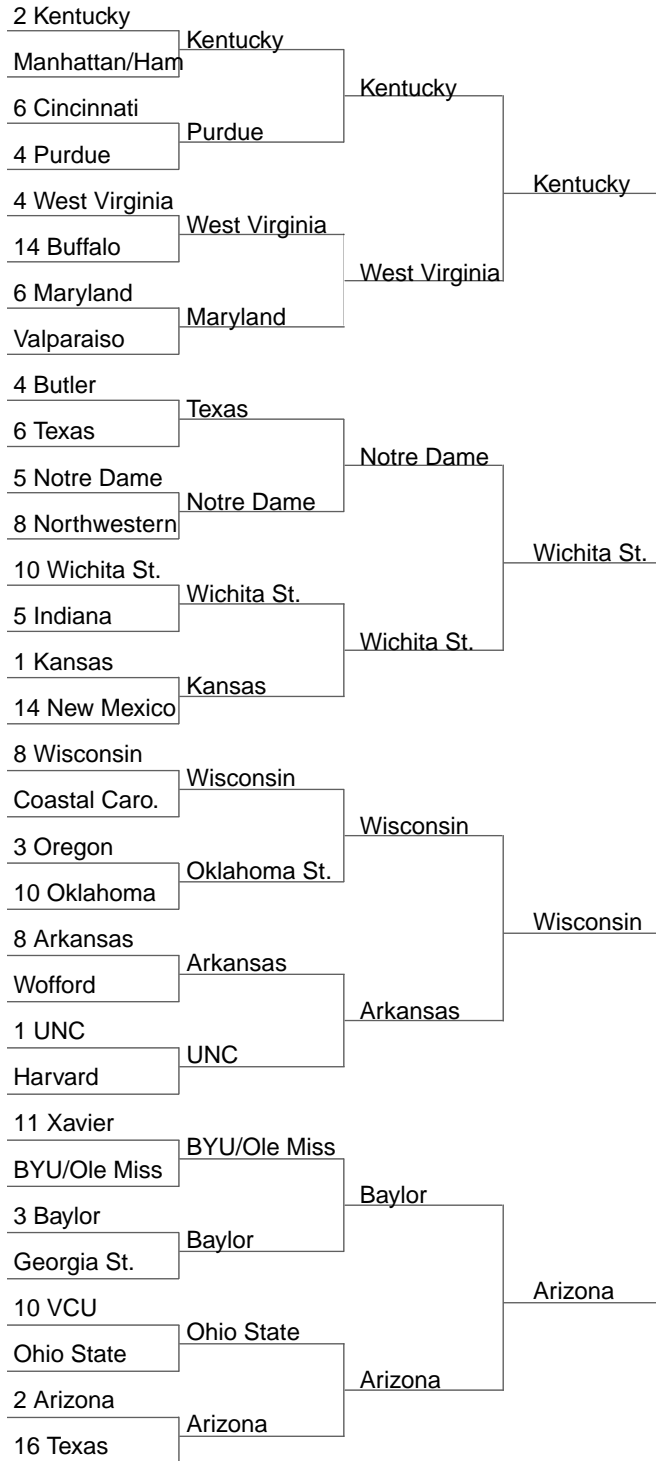 2 Kentucky
Manhattan/Ham
6 Cincinnati
4 Purdue
4 West Virginia
14 Buffalo
6 Maryland
Valparaiso
4 Butler
6 Texas
5 Notre Dame
8 Northwestern
10 Wichita St.
5 Indiana
1 Kansas
14 New Mexico
8 Wisconsin
Coastal Caro.
3 Oregon
10 Oklahoma
8 Arkansas
Wofford
1 UNC
Harvard
11 Xavier
BYU/Ole Miss
3 Baylor
Georgia St.
10 VCU
Ohio State
2 Arizona
16 Texas
Kentucky
Purdue
West Virginia
Maryland
Texas
Notre Dame
Wichita St.
Kansas
Wisconsin
Oklahoma St.
Arkansas
UNC
BYU/Ole Miss
Baylor
Ohio State
Arizona
Kentucky
West Virginia
Notre Dame
Wichita St.
Wisconsin
Arkansas
Baylor
Arizona
Kentucky
Wichita St.
Wisconsin
Arizona